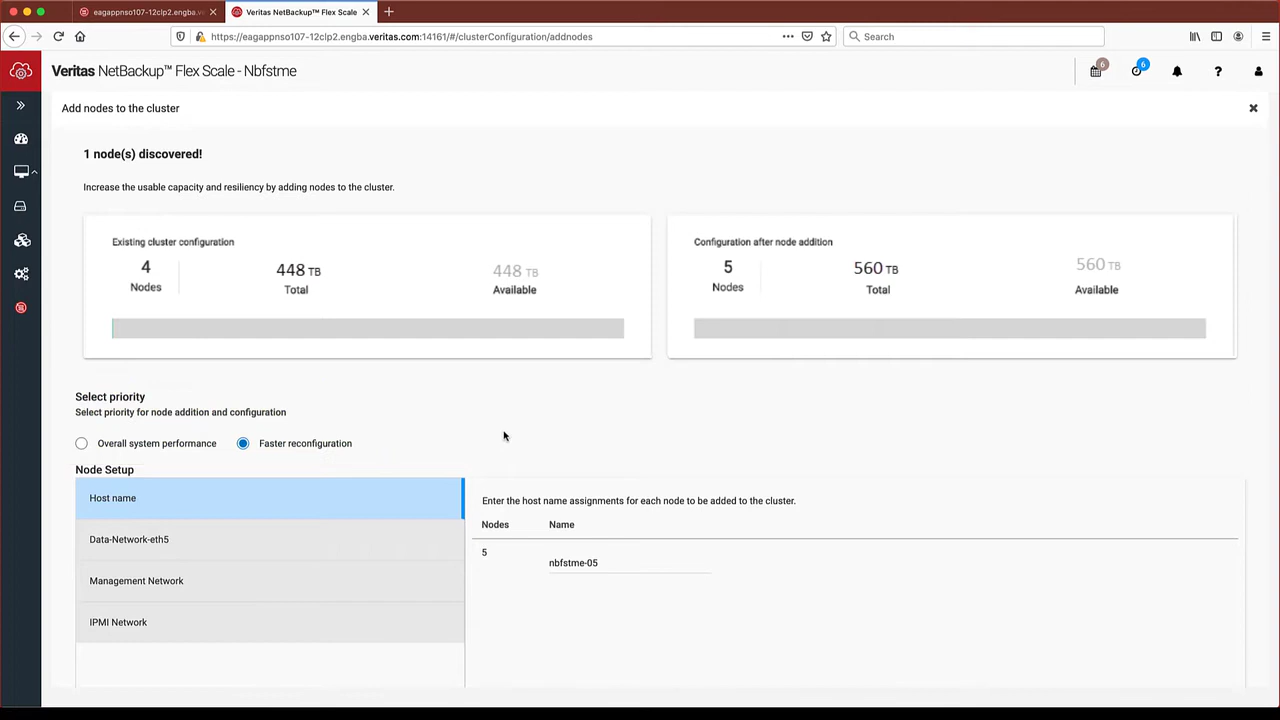 eagappnso107-12clp2.engba.ve
Veritas NetBackup™ Flex Scale
https://eagappnso107-12clp2.engba.veritas.com:14161/#/clusterConfiguration/addnodes
Search
Veritas NetBackup™ Flex Scale - Nbfstme
6
6
Add nodes to the cluster
1 node(s) discovered!
Increase the usable capacity and resiliency by adding nodes to the cluster.
Existing cluster configuration
4
Nodes
448 TB
Total
448 TB
Available
Configuration after node addition
5
Nodes
560 TB
Total
560 TB
Available
Select priority
Select priority for node addition and configuration
Overall system performance
Faster reconfiguration
Node Setup
Host name
Data-Network-eth5
Management Network
IPMI Network
Enter the host name assignments for each node to be added to the cluster.
Nodes Name
5
nbfstme-05